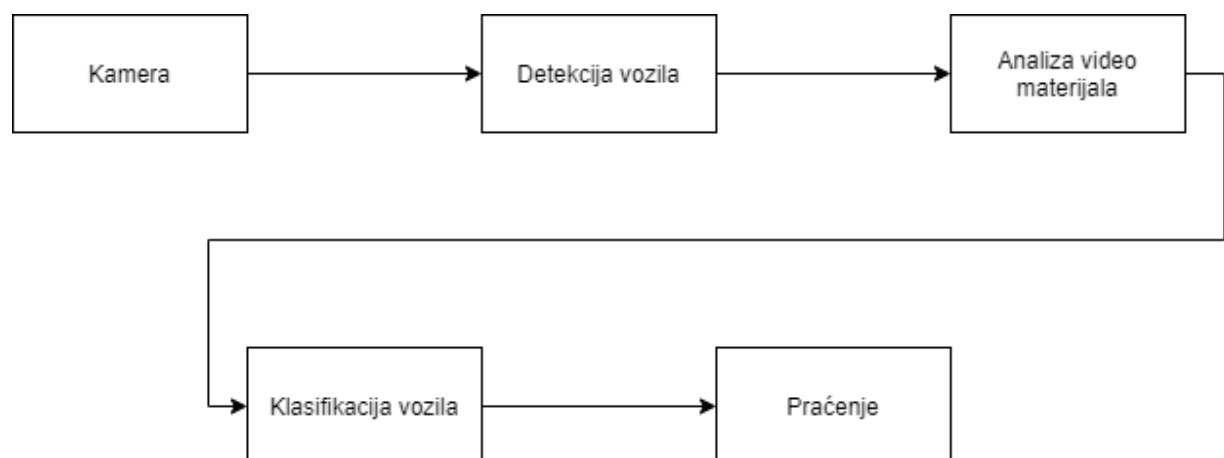 Kamera
Detekcija vozila
Analiza video
materijala
Klasifikacija vozila
Praćenje